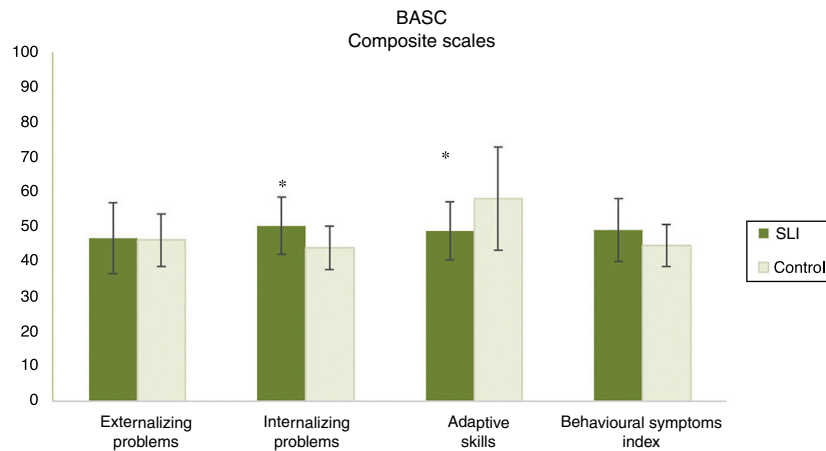 BASC
Composite scales
100
90
80
70
60
50
40
30
20
10
0
*
*
SLI
Control
Externalizing
problems
Internalizing
problems
Adaptive
skills
Behavioural symptoms
index